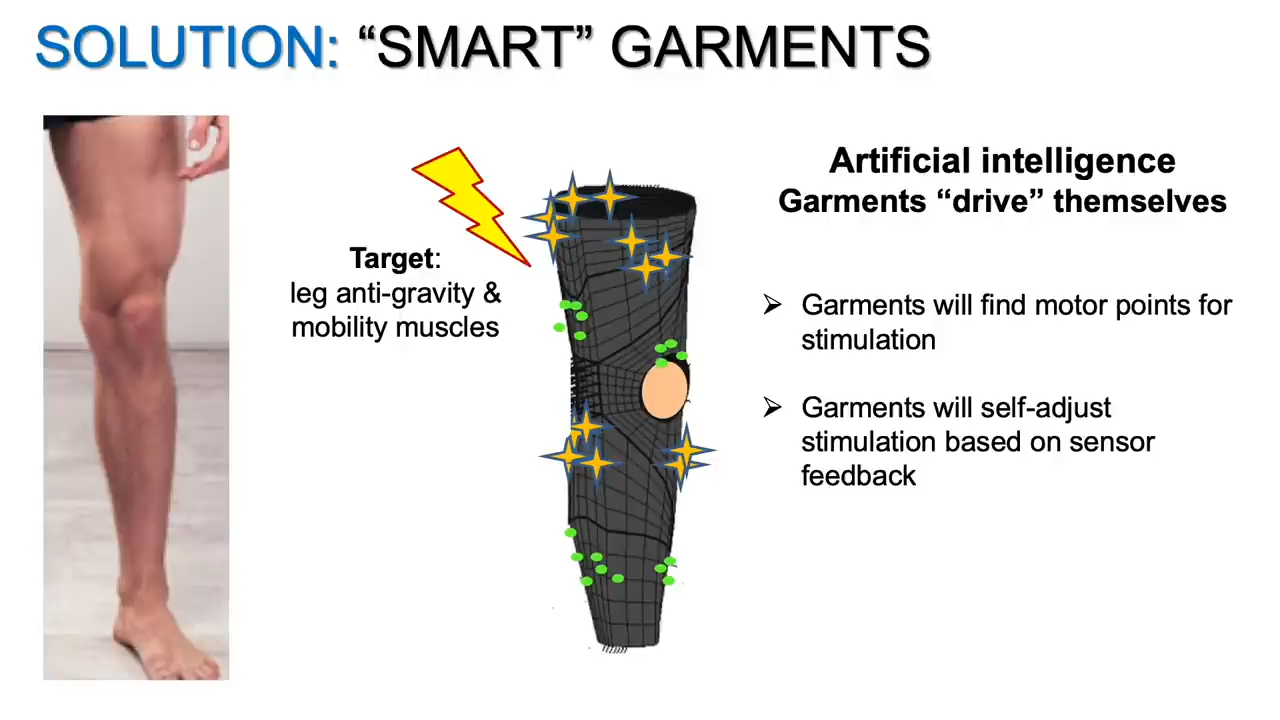 SOLUTION: “SMART” GARMENTS
Target:
leg anti-gravity &
mobility muscles
Artificial intelligence
Garments “drive” themselves
➢ Garments will find motor points for
stimulation
➢ Garments will self-adjust
stimulation based on sensor
feedback